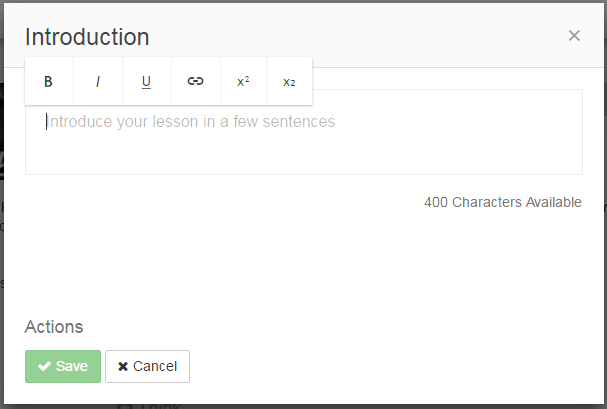 Introduction ×
B I U x² x₂
Introduce your lesson in a few sentences
400 Characters Available
Actions
Save Cancel